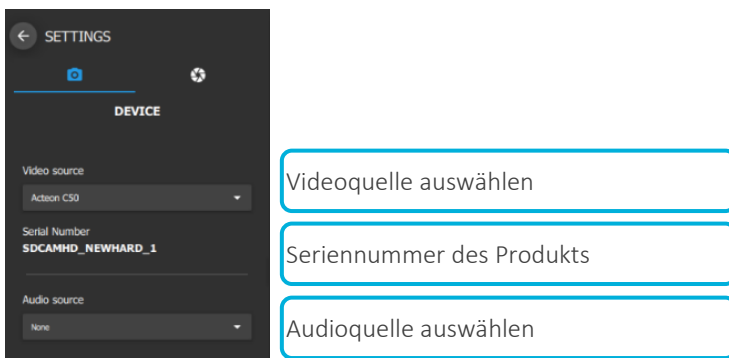 SETTINGS
DEVICE
Video source
Acteon C50
Videoquelle auswählen
Serial Number
SDCAMHD_NEWHARD_1
Seriennummer des Produkts
Audio source
None
Audioquelle auswählen